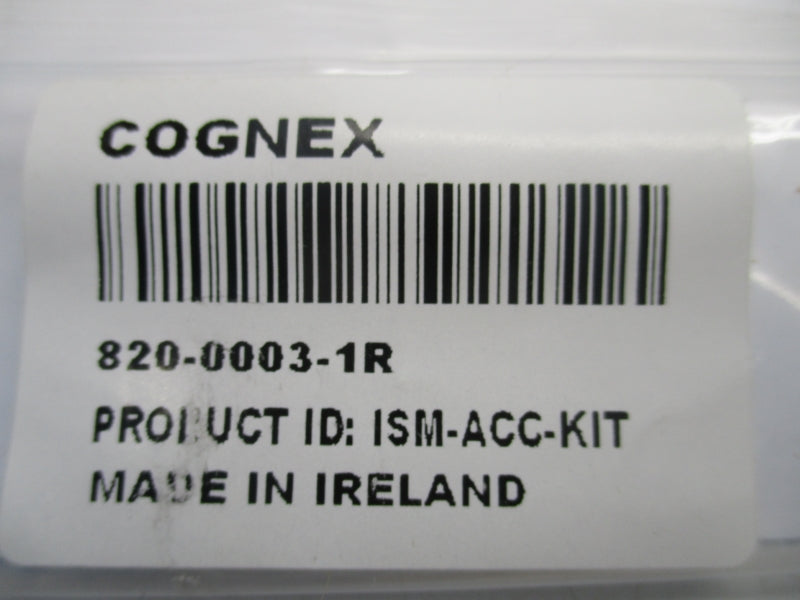 COGNEX
820-0003-1R
PRODUCT ID: ISM-ACC-KIT
MADE IN IRELAND